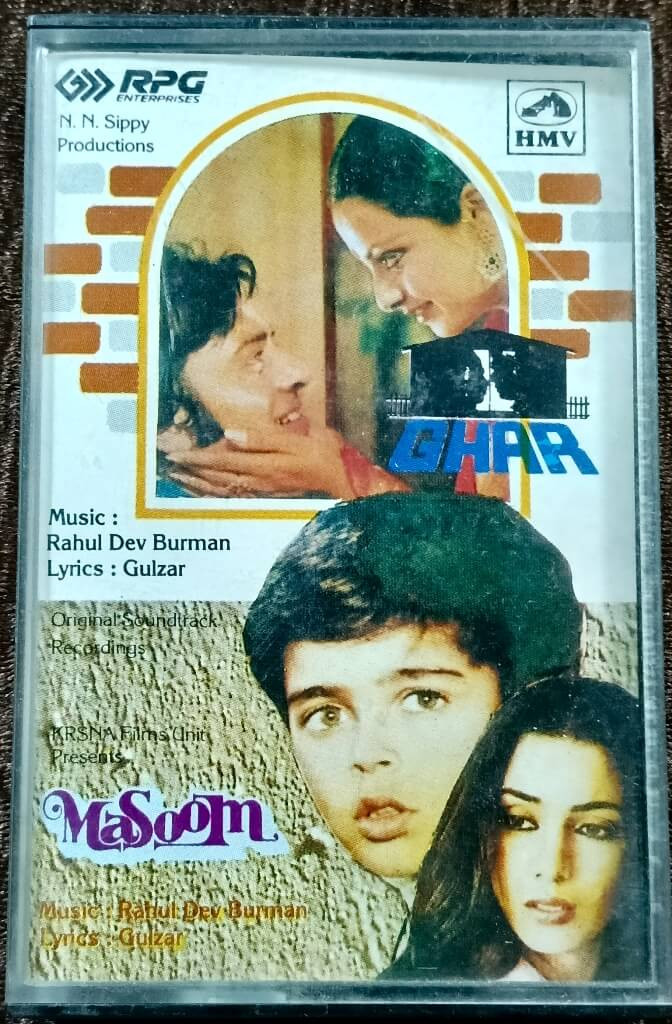 RPG
ENTERPRISES
N. N. Sippy
Productions
HMV
GHAR
Music :
Rahul Dev Burman
Lyrics : Gulzar
Original Soundtrack
Recordings
KRSNA Films Unit
Presents
MaSoom
Music : Rahul Dev Burman
Lyrics : Gulzar